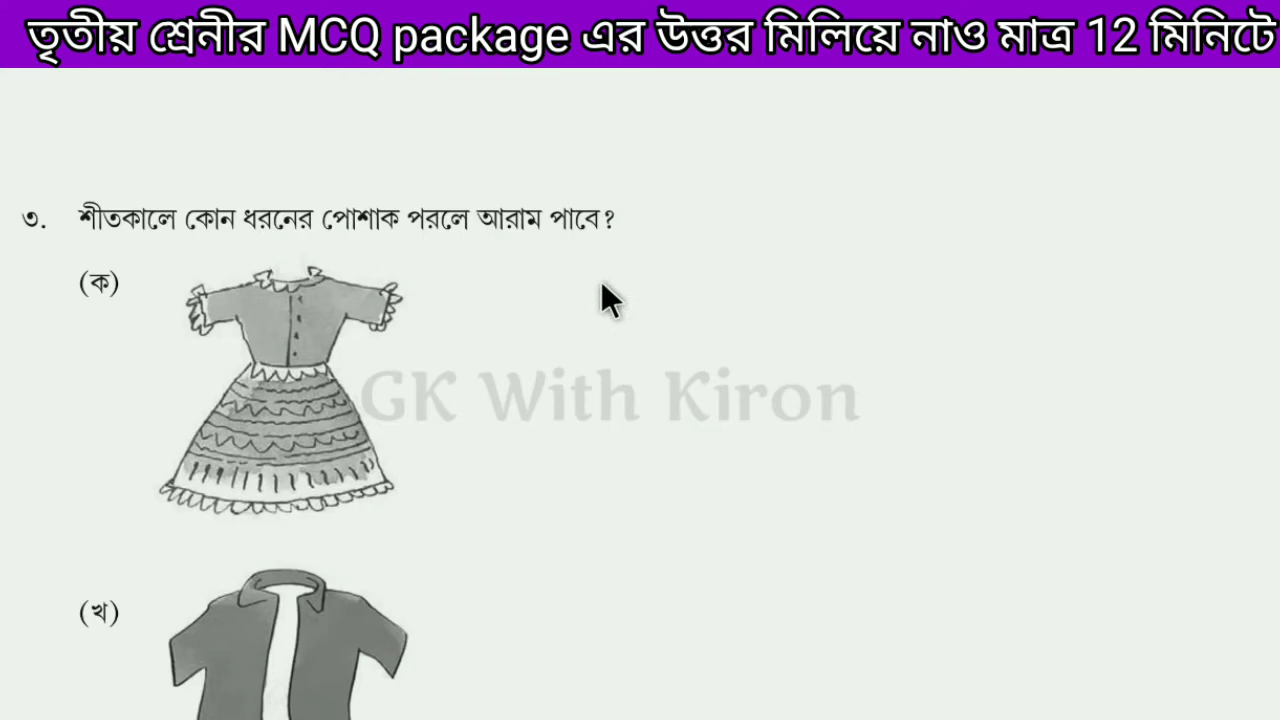 তৃতীয় শ্রেনীর MCQ package এর উত্তর মিলিয়ে নাও মাত্র 12 মিনিটে
৩. শীতকালে কোন ধরনের পোশাক পরলে আরাম পাবে?
(ক)
GK With Kiron
(খ)